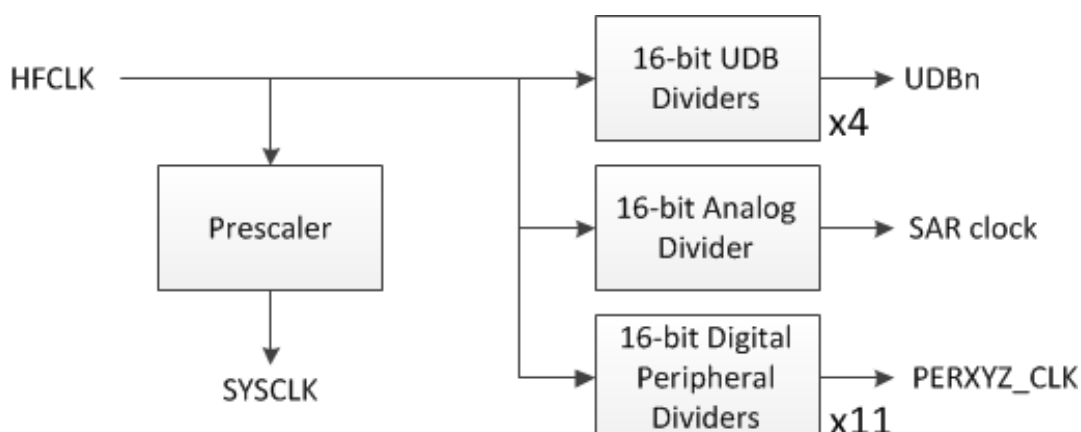 HFCLK
16-bit UDB
Dividers
x4
UDBn
Prescaler
16-bit Analog
Divider
SAR clock
SYSCLK
16-bit Digital
Peripheral
Dividers
x11
PERXYZ_CLK